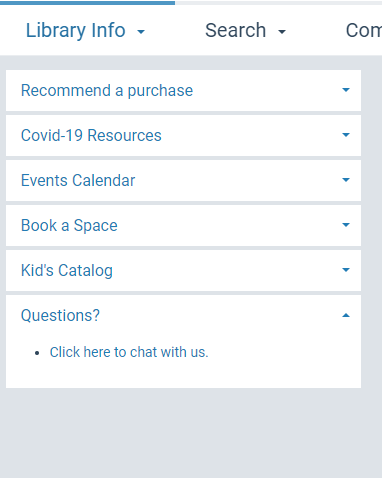 Library Info Search Com
Recommend a purchase
Covid-19 Resources
Events Calendar
Book a Space
Kid's Catalog
Questions?
Click here to chat with us.